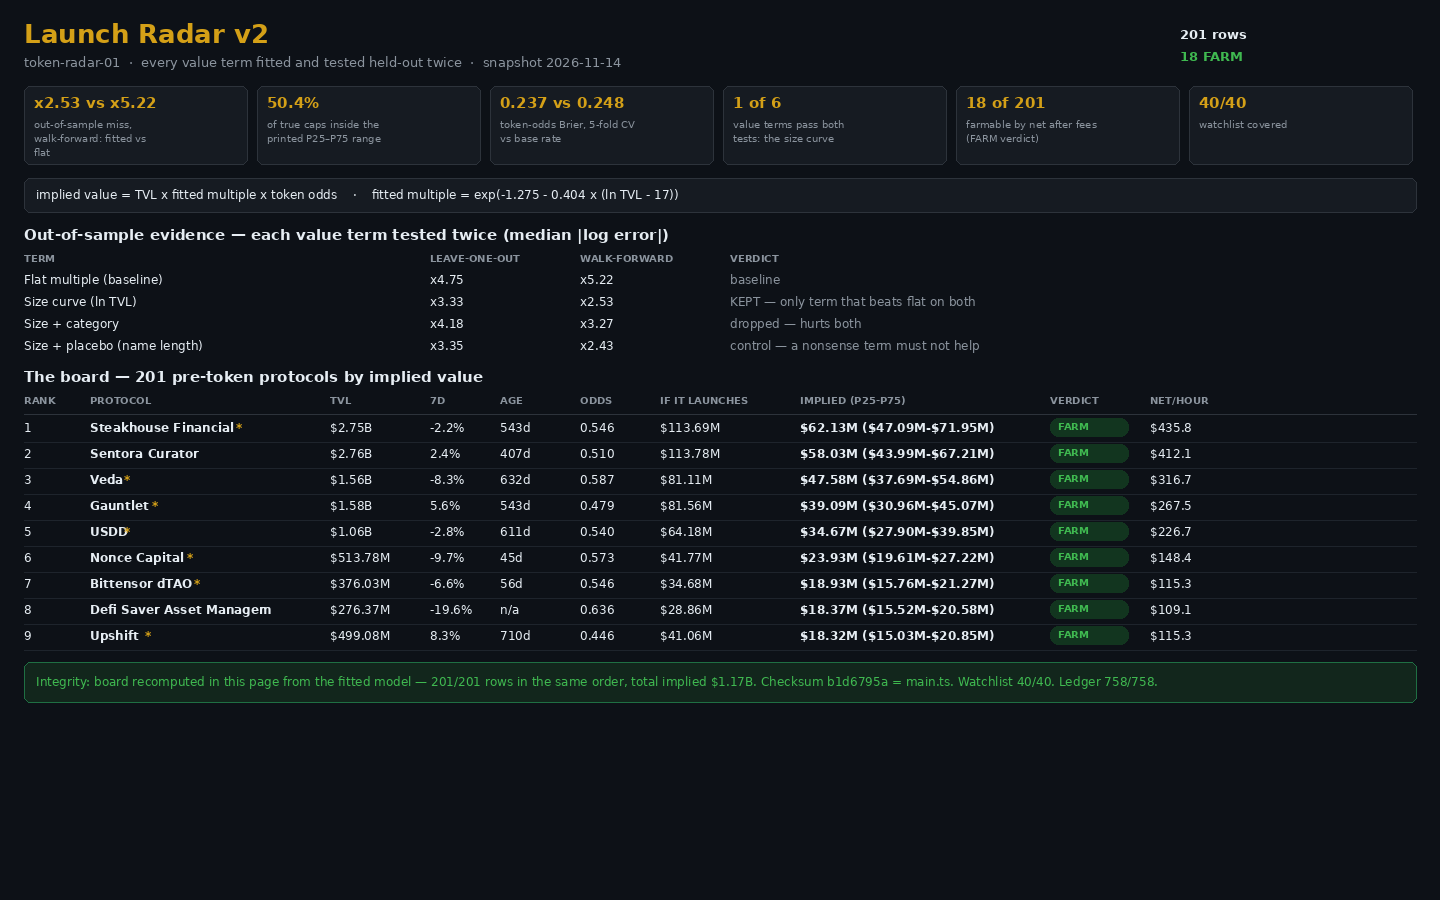 Launch Radar v2
201 rows
token-radar-01 · every value term fitted and tested held-out twice · snapshot 2026-11-14
18 FARM
x2.53 vs x5.22
out-of-sample miss,
walk-forward: fitted vs
flat
50.4%
of true caps inside the
printed P25–P75 range
0.237 vs 0.248
token-odds Brier, 5-fold CV
vs base rate
1 of 6
value terms pass both
tests: the size curve
18 of 201
farmable by net after fees
(FARM verdict)
40/40
watchlist covered
implied value = TVL x fitted multiple x token odds · fitted multiple = exp(-1.275 - 0.404 x (ln TVL - 17))
Out-of-sample evidence — each value term tested twice (median |log error|)
TERM LEAVE-ONE-OUT WALK-FORWARD VERDICT
Flat multiple (baseline) x4.75 x5.22 baseline
Size curve (ln TVL) x3.33 x2.53 KEPT — only term that beats flat on both
Size + category x4.18 x3.27 dropped — hurts both
Size + placebo (name length) x3.35 x2.43 control — a nonsense term must not help
The board — 201 pre-token protocols by implied value
RANK PROTOCOL TVL 7D AGE ODDS IF IT LAUNCHES IMPLIED (P25-P75) VERDICT NET/HOUR
1 Steakhouse Financial * $2.75B -2.2% 543d 0.546 $113.69M $62.13M ($47.09M-$71.95M) FARM $435.8
2 Sentora Curator $2.76B 2.4% 407d 0.510 $113.78M $58.03M ($43.99M-$67.21M) FARM $412.1
3 Veda* $1.56B -8.3% 632d 0.587 $81.11M $47.58M ($37.69M-$54.86M) FARM $316.7
4 Gauntlet * $1.58B 5.6% 543d 0.479 $81.56M $39.09M ($30.96M-$45.07M) FARM $267.5
5 USDD* $1.06B -2.8% 611d 0.540 $64.18M $34.67M ($27.90M-$39.85M) FARM $226.7
6 Nonce Capital * $513.78M -9.7% 45d 0.573 $41.77M $23.93M ($19.61M-$27.22M) FARM $148.4
7 Bittensor dTAO * $376.03M -6.6% 56d 0.546 $34.68M $18.93M ($15.76M-$21.27M) FARM $115.3
8 Defi Saver Asset Managem $276.37M -19.6% n/a 0.636 $28.86M $18.37M ($15.52M-$20.58M) FARM $109.1
9 Upshift * $499.08M 8.3% 710d 0.446 $41.06M $18.32M ($15.03M-$20.85M) FARM $115.3
Integrity: board recomputed in this page from the fitted model — 201/201 rows in the same order, total implied $1.17B. Checksum b1d6795a = main.ts. Watchlist 40/40. Ledger 758/758.